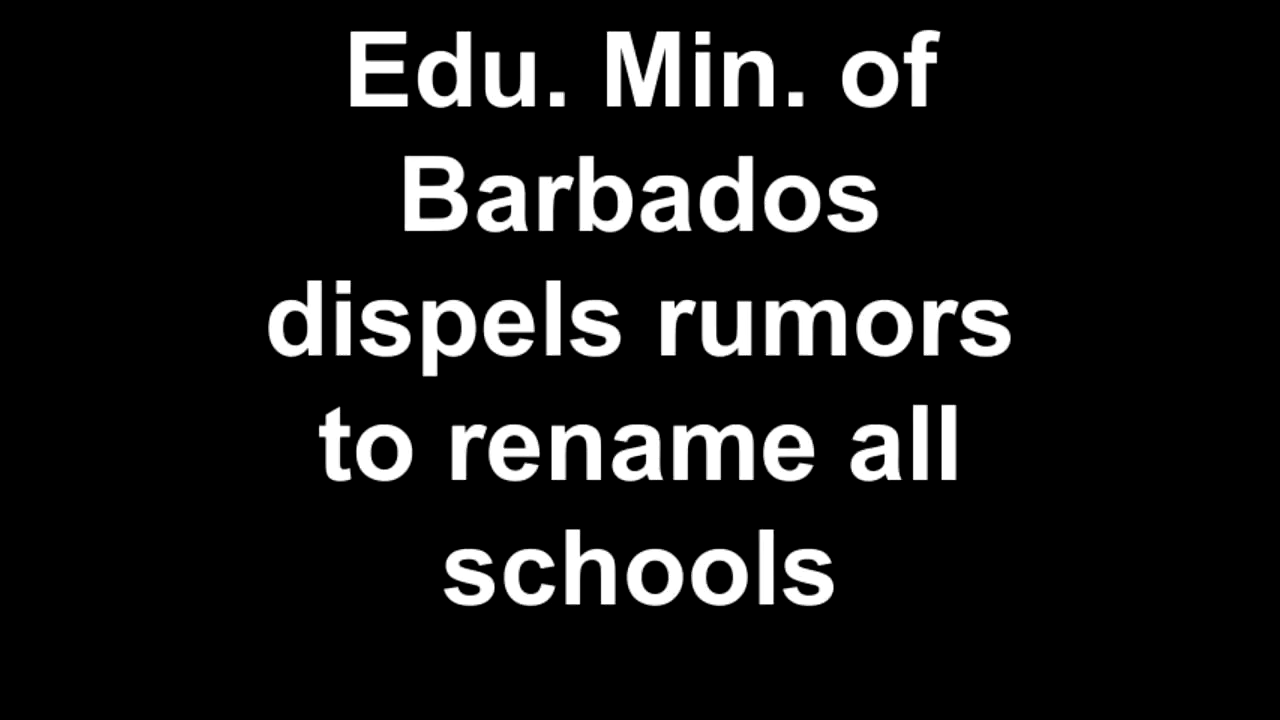 Edu. Min. of
Barbados
dispels rumors
to rename all
schools